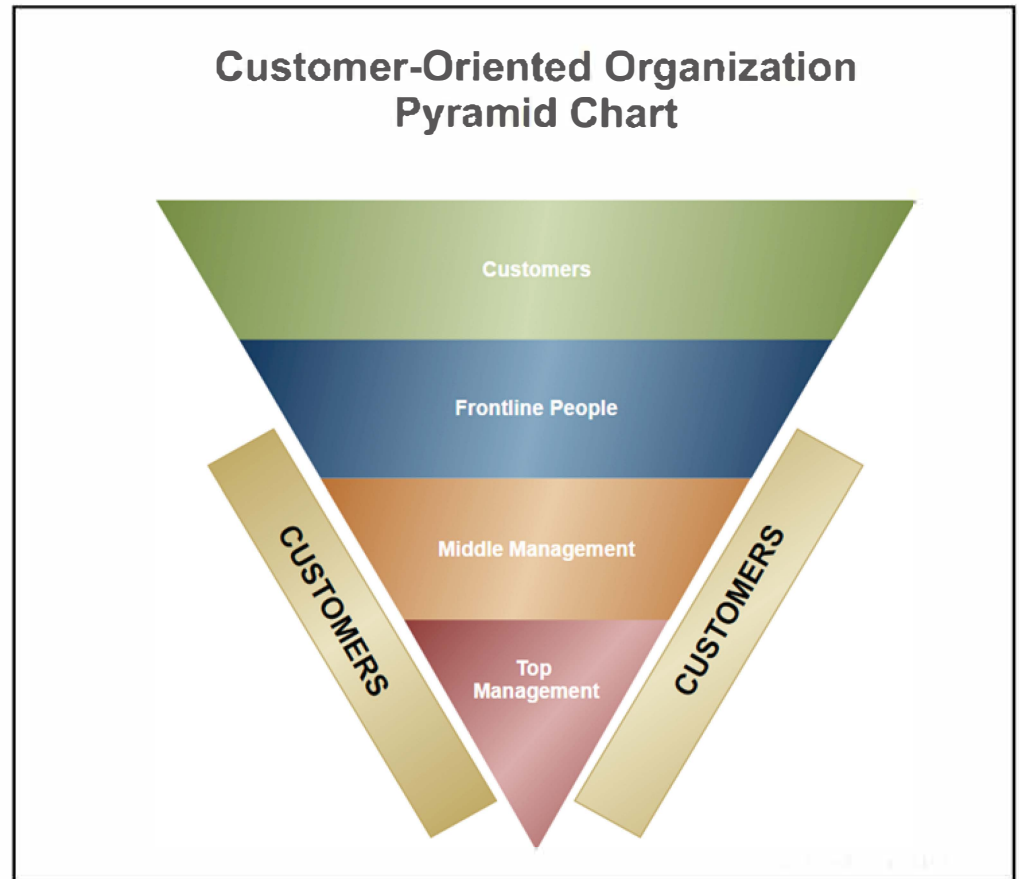 Customer-Oriented Organization
Pyramid Chart
Customers
Frontline People
CUSTOMERS
Middle Management
CUSTOMERS
Top
Management